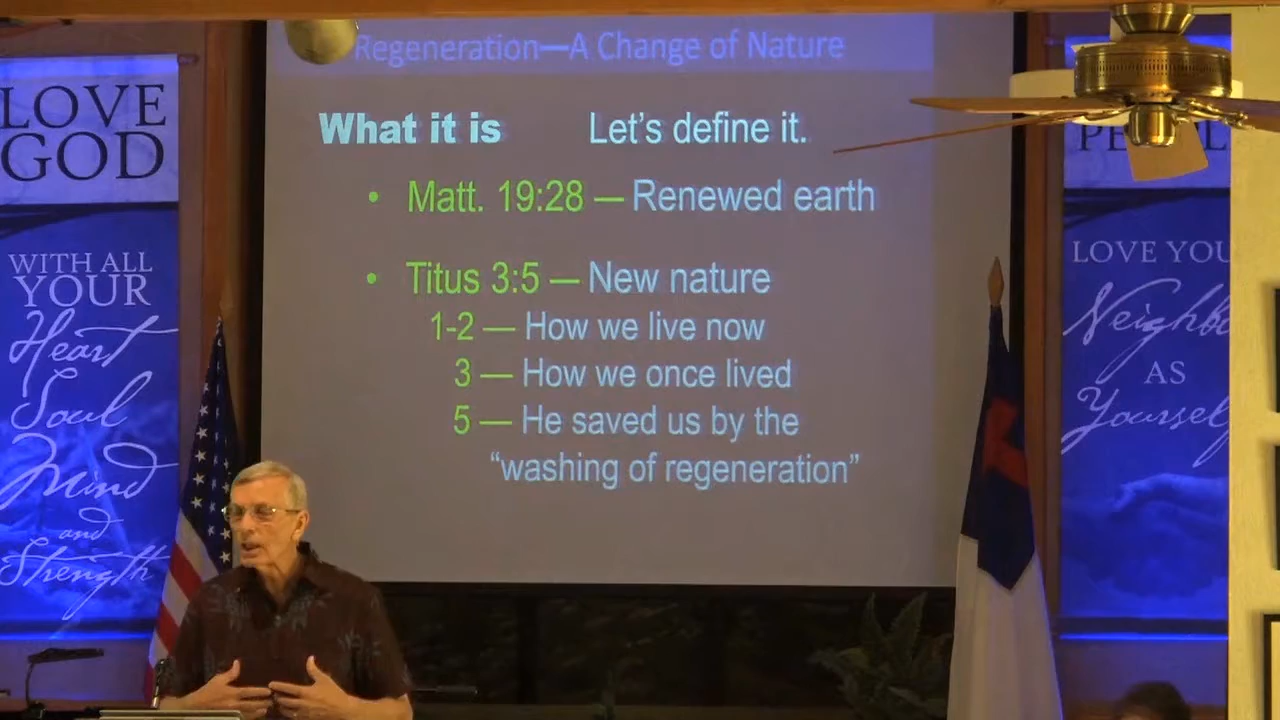 LOVE
GOD
WITH ALL
YOUR
Heart
Soul
Mind
and
Strength
Regeneration—A Change of Nature
What it is Let's define it.
• Matt. 19:28 — Renewed earth
• Titus 3:5 — New nature
1-2 — How we live now
3 — How we once lived
5 — He saved us by the
“washing of regeneration”
LOVE YOU
Neighbo
AS
Yourself